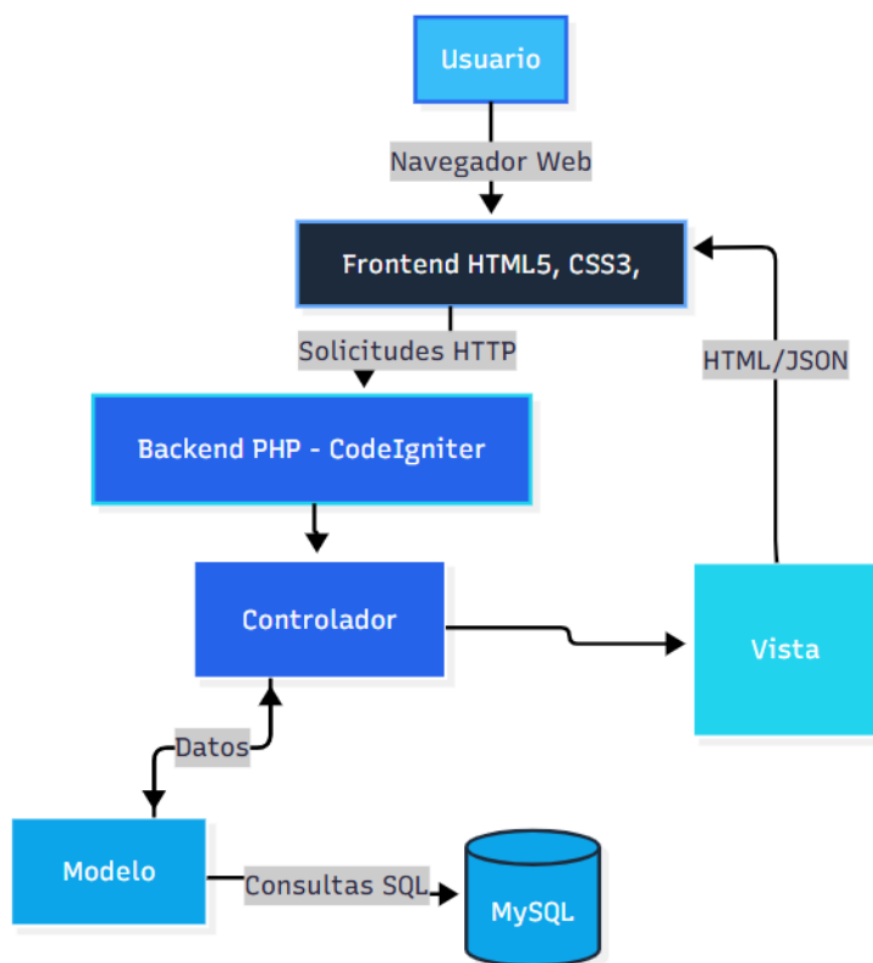 Usuario
Navegador Web
Frontend HTML5, CSS3,
Solicitudes HTTP
HTML/JSON
Backend PHP - CodeIgniter
Controlador
Vista
Datos
Modelo
Consultas SQL
MySQL